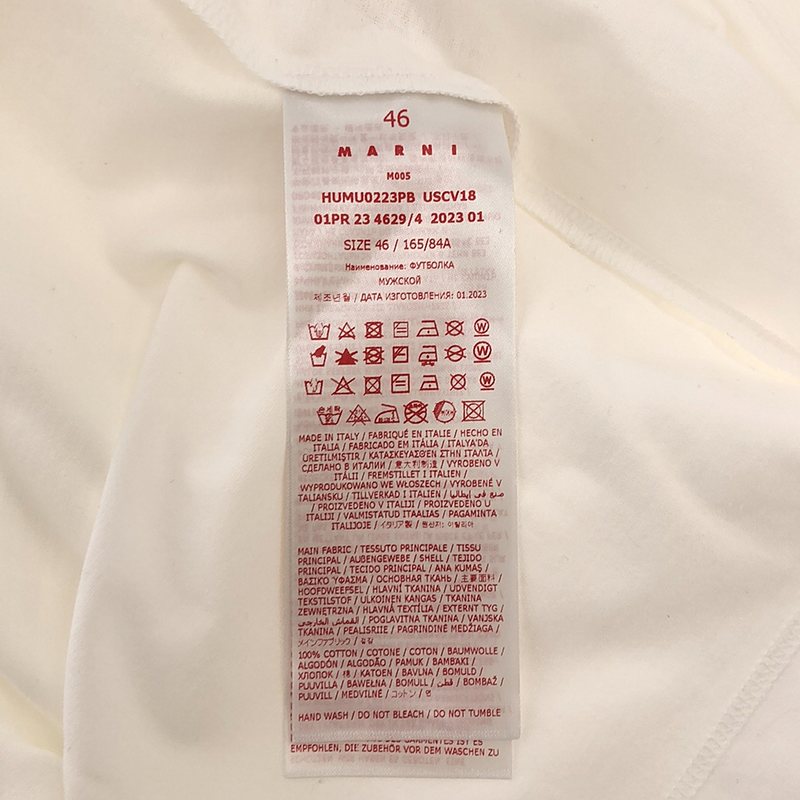 46
MARNI
M005
HUMU0223PB USCV18
01PR 23 4629/4 2023 01
SIZE 46 / 165/84A
Наименование: ФУТБОЛКА
МУЖСКОЙ
제조년월 / ДАТА ИЗГОТОВЛЕНИЯ: 01.2023
MADE IN ITALY / FABRIQUÉ EN ITALIE / HECHO EN
ITALIA / FABRICADO EM ITÁLIA / ITALYA'DA
ÜRETILMIŞTIR / ΚΑΤΑΣΚΕΥΑΣΘΕΝ ΣΤΗΝ ΙΤΑΛΙΑ /
СДЕЛАНО В ИТАЛИИ / 意大利制造 / VYROBENO V
ITÁLII / FREMSTILLET I ITALIEN /
WYPRODUKOWANO WE WŁOSZECH / VYROBENÉ V
TALIANSKU / TILLVERKAD I ITALIEN / صنع في إيطاليا
/ PROIZVEDENO V ITALIJI / PROIZVEDENO U
ITALIJI / VALMISTATUD ITAALIAS / PAGAMINTA
ITALIJOJE / イタリア製 / 원산지: 이탈리아
MAIN FABRIC / TESSUTO PRINCIPALE / TISSU
PRINCIPAL / AUßENGEWEBE / SHELL / TEJIDO
PRINCIPAL / TECIDO PRINCIPAL / ANA KUMAŞ /
ΒΑΣΙΚΟ ΎΦΑΣΜΑ / ОСНОВНАЯ ТКАНЬ / 主要面料 /
HOOFDWEEFSEL / HLAVNÍ TKANINA / UDVENDIGT
TEKSTILSTOF / ULKOINEN KANGAS / TKANINA
ZEWNĘTRZNA / HLAVNÁ TEXTÍLIA / EXTERNT TYG /
القماش الخارجي / POGLAVITNA TKANINA / VANJSKA
TKANINA / PEALISRIIE / PAGRINDINĖ MEDŽIAGA /
メインファブリック / 겉감
100% COTTON / COTONE / COTON / BAUMWOLLE /
ALGODÓN / ALGODÃO / PAMUK / ΒΑΜΒΑΚΙ /
ХЛОПОК / 棉 / KATOEN / BAVLNA / BOMULD /
PUUVILLA / BAWEŁNA / BOMULL / قطن / BOMBAŽ /
PUUVILL / MEDVILNĖ / コットン / 면
HAND WASH / DO NOT BLEACH / DO NOT TUMBLE
EMPFOHLEN, DIE ZUBEHÖR VOR DEM WASCHEN ZU